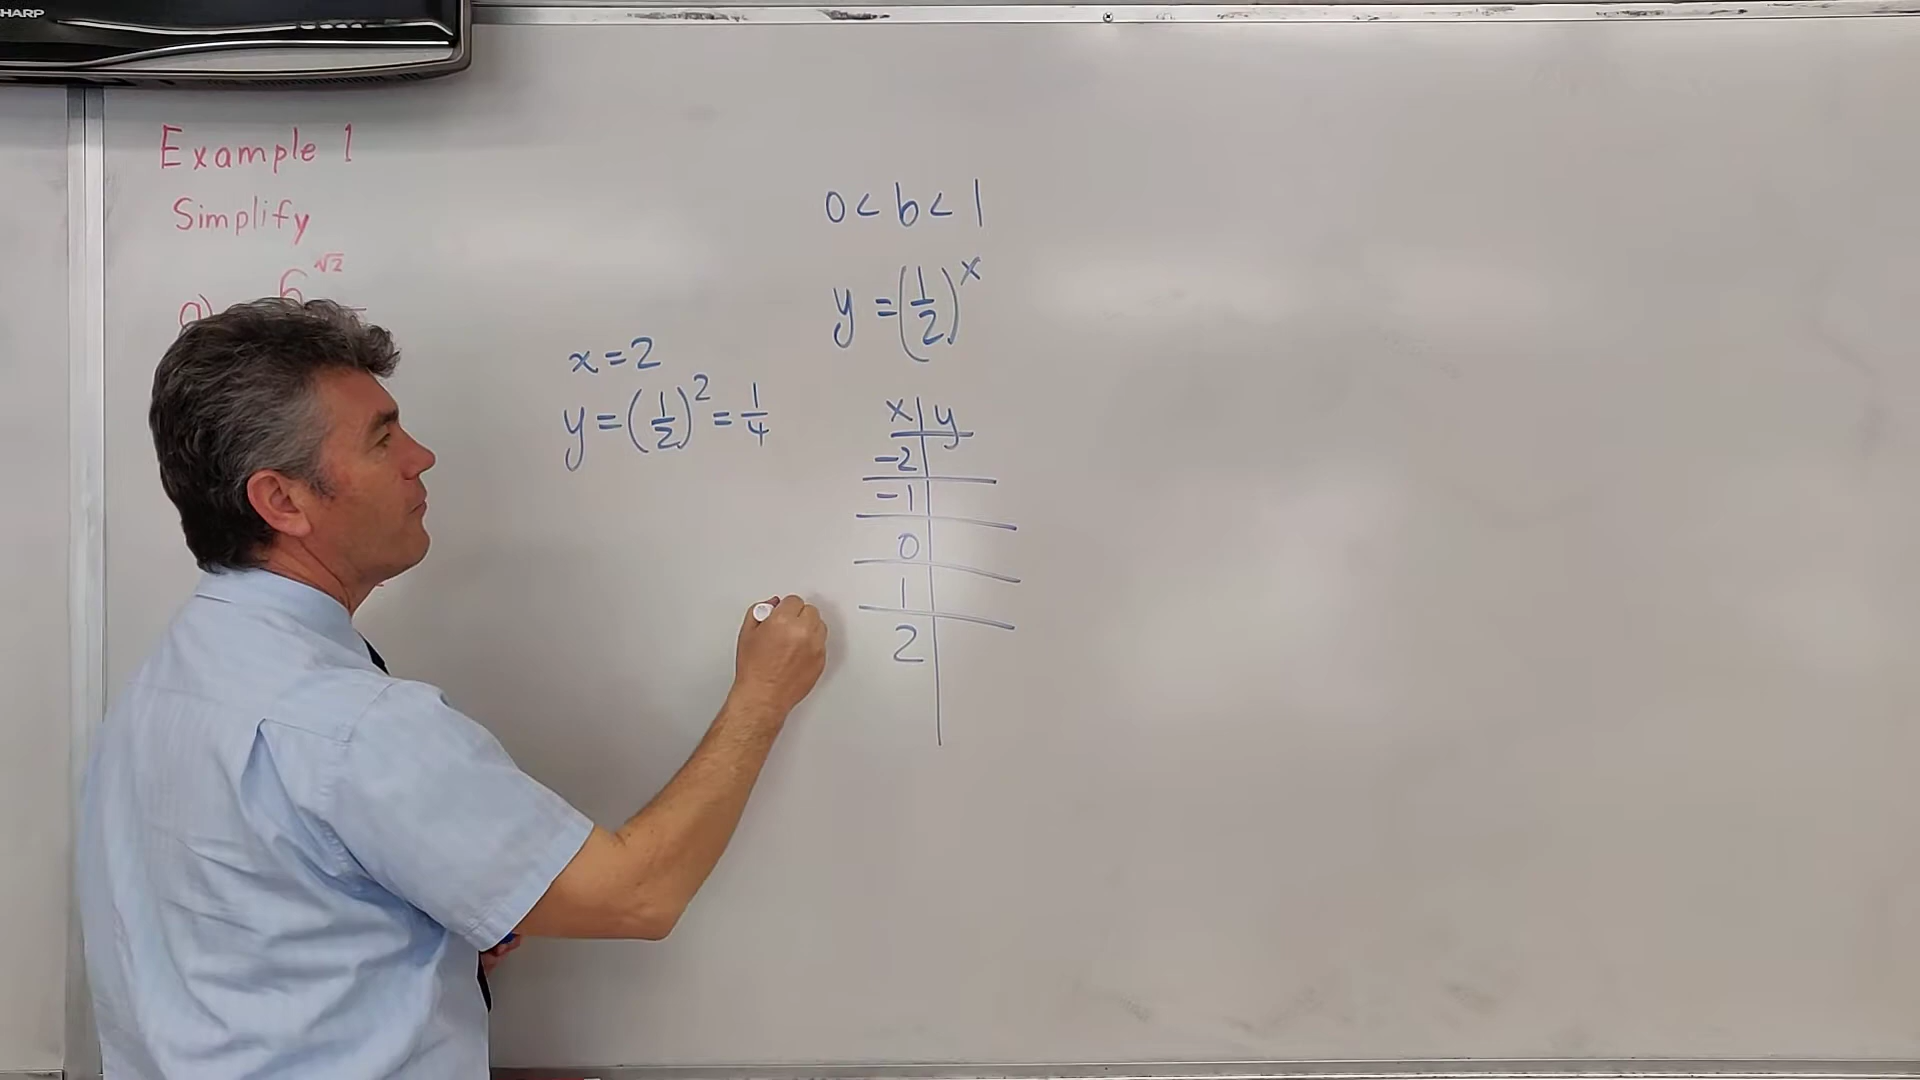 SHARP
Example 1
Simplify
a) 6^√2
0 < b < 1
y = (1/2)^x
x = 2
y = (1/2)^2 = 1/4
x | y
-2
-1
0
1
2